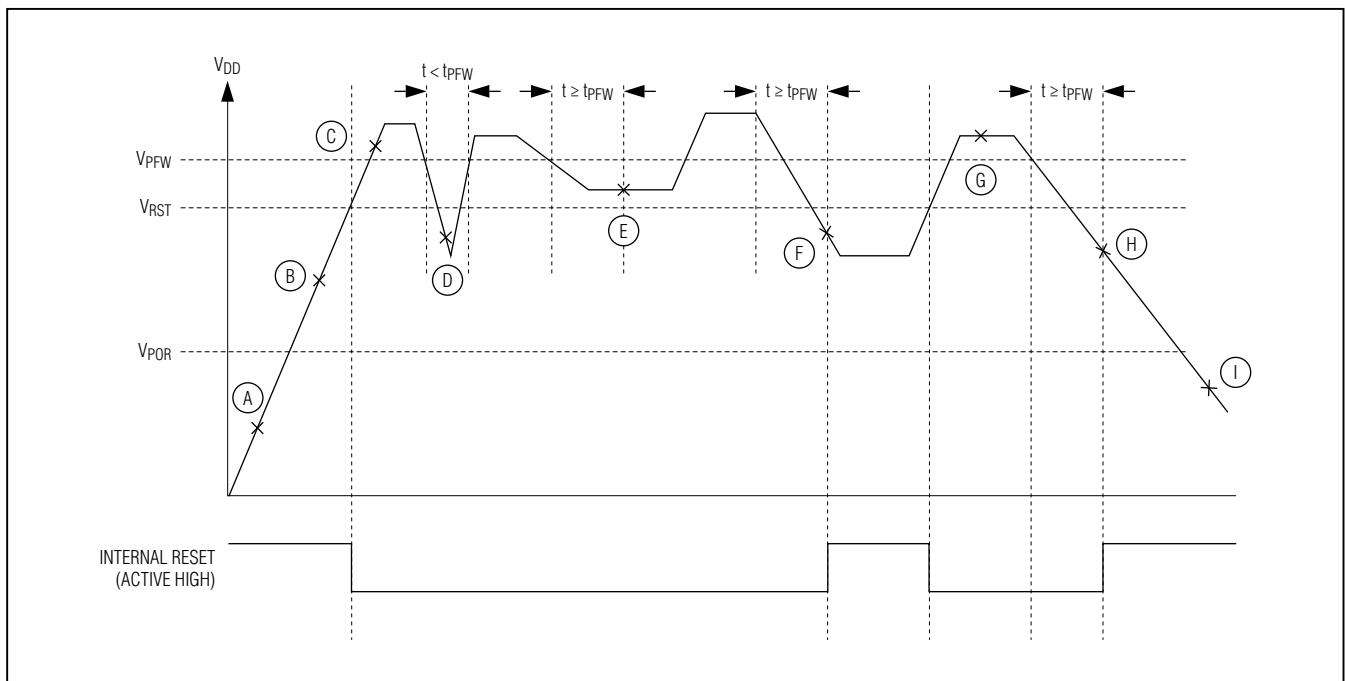 VDD
t < tPFW
t ≥ tPFW
t ≥ tPFW
t ≥ tPFW
C
VPFW
G
VRST
E
F
H
D
B
VPOR
I
A
INTERNAL RESET
(ACTIVE HIGH)